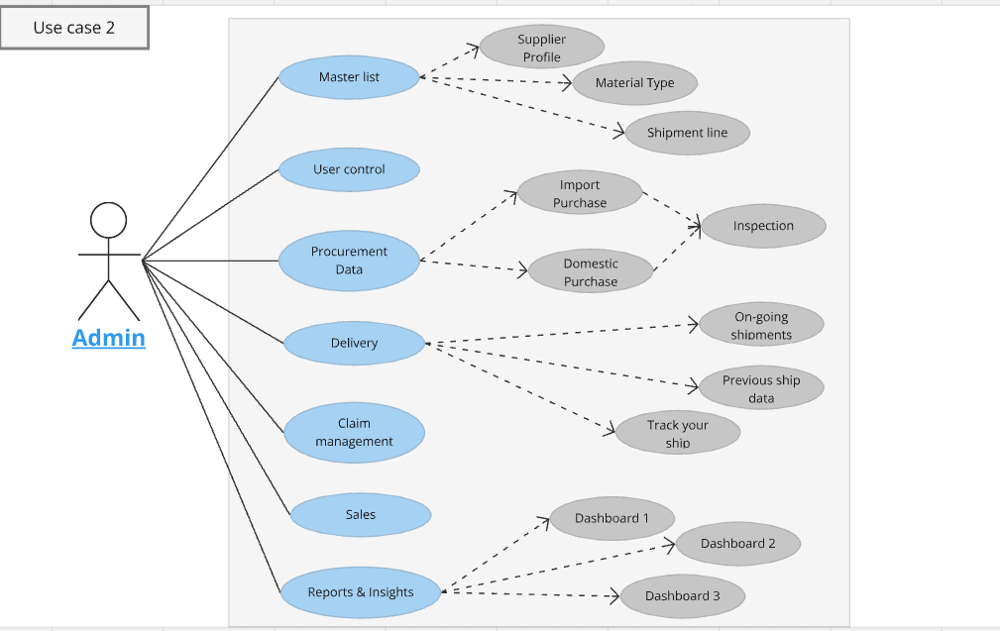 Use case 2
Supplier
Profile
Master list
Material Type
Shipment line
User control
Import
Purchase
Inspection
Procurement
Data
Domestic
Purchase
On-going
shipments
Admin
Delivery
Previous ship
data
Claim
management
Track your
ship
Sales
Dashboard 1
Dashboard 2
Reports & Insights
Dashboard 3